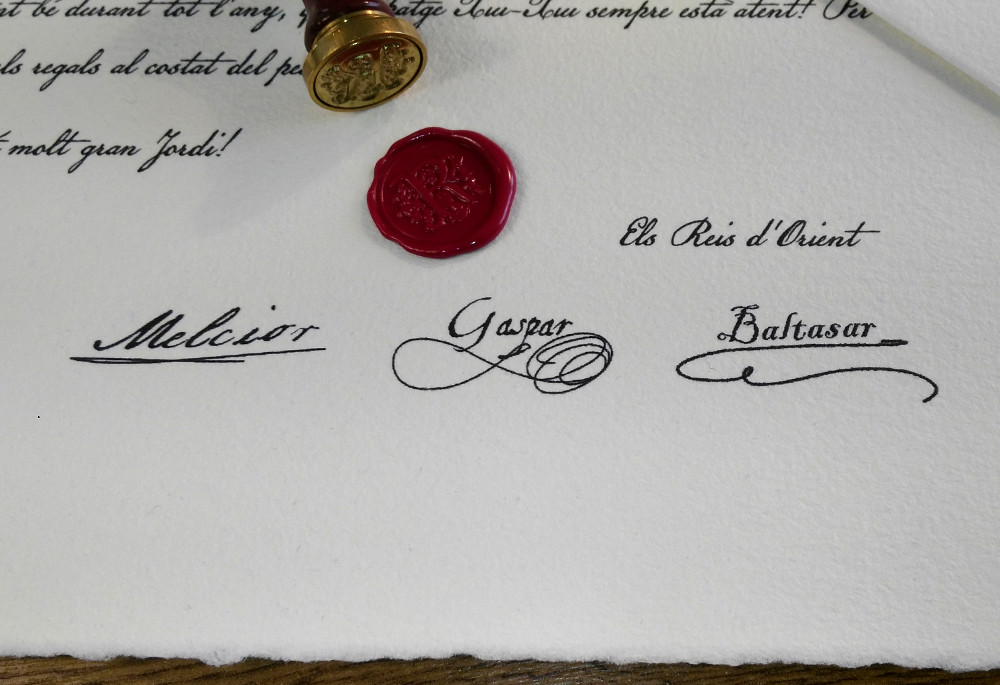 bé durant tot l'any, Xiu-Xiu sempre està atent! Per
els regals al costat del
molt gran Jordi!
Els Reis d'Orient
Melcior Gaspar Baltasar